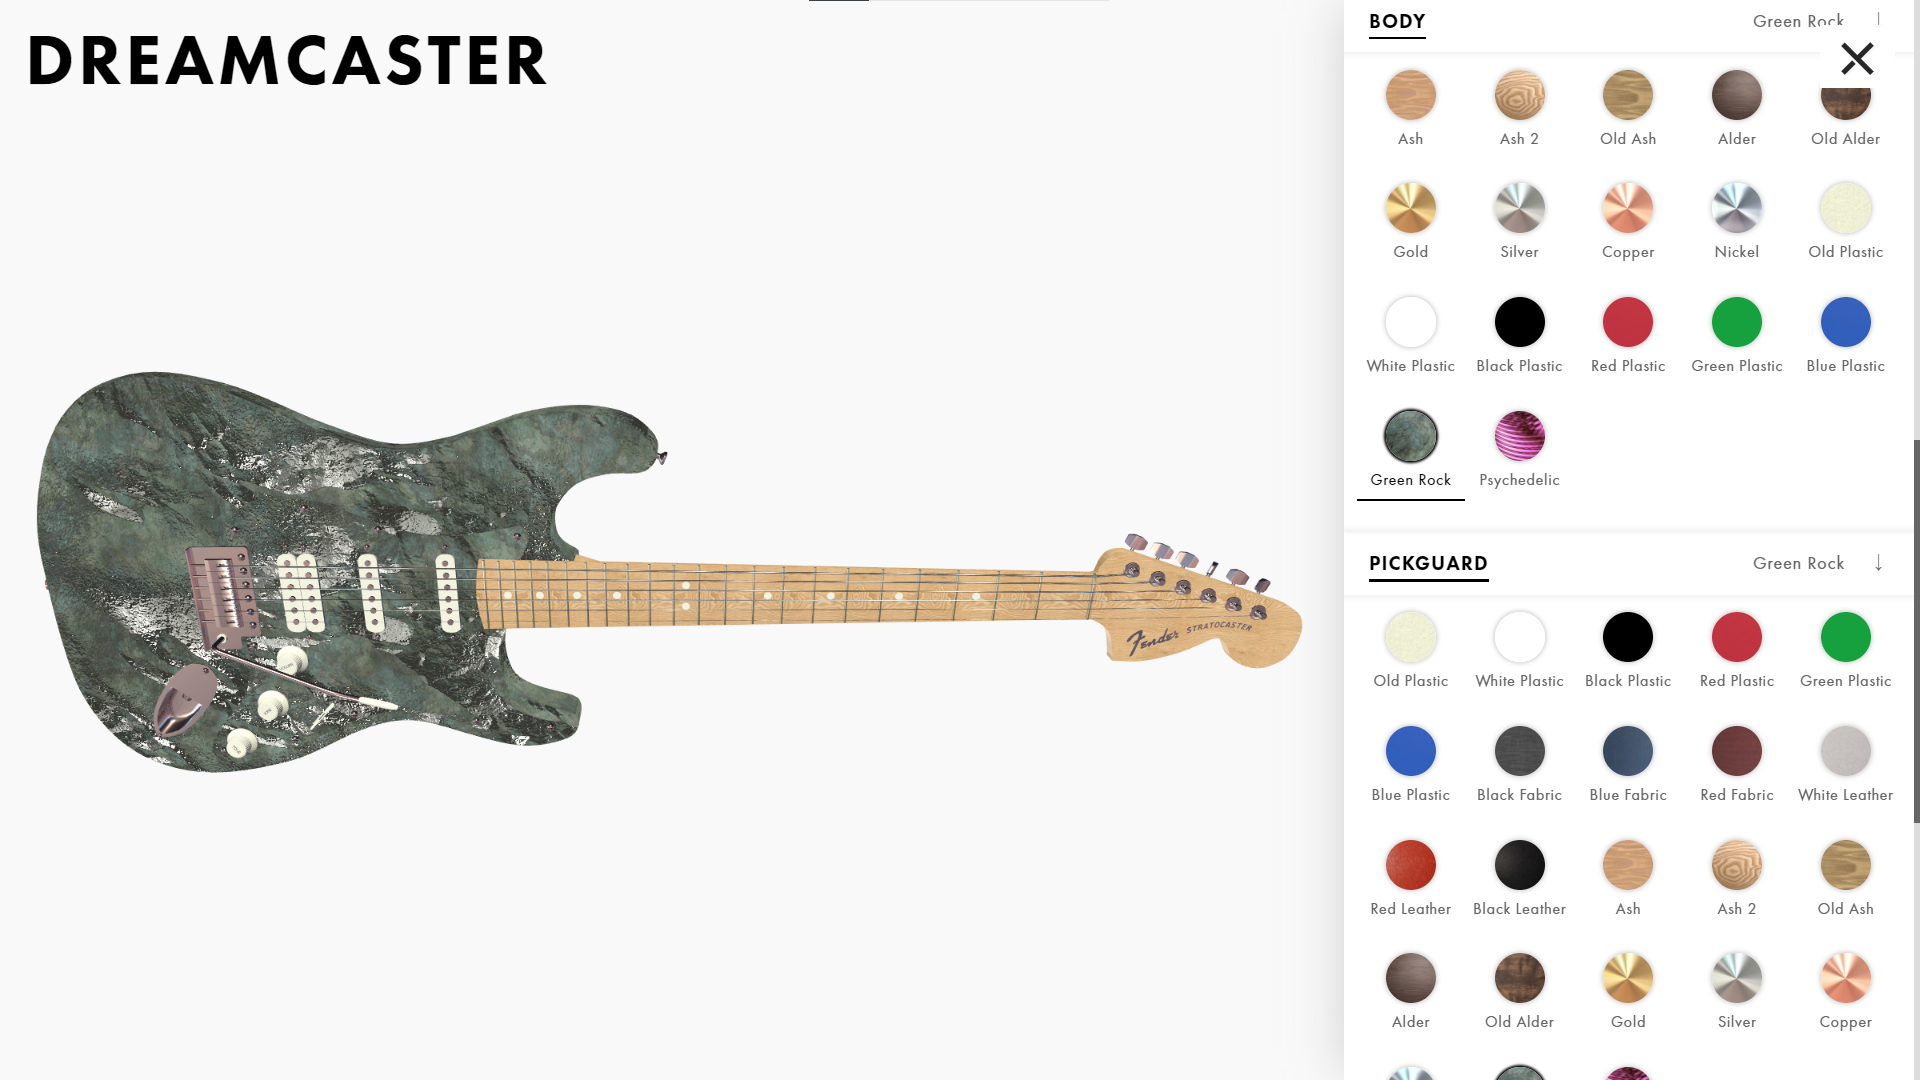 DREAMCASTER
BODY
Green Rock
Ash
Ash 2
Old Ash
Alder
Old Alder
Gold
Silver
Copper
Nickel
Old Plastic
White Plastic
Black Plastic
Red Plastic
Green Plastic
Blue Plastic
Green Rock
Psychedelic
Fender STRATOCASTER
PICKGUARD
Green Rock
Old Plastic
White Plastic
Black Plastic
Red Plastic
Green Plastic
Blue Plastic
Black Fabric
Blue Fabric
Red Fabric
White Leather
Red Leather
Black Leather
Ash
Ash 2
Old Ash
Alder
Old Alder
Gold
Silver
Copper